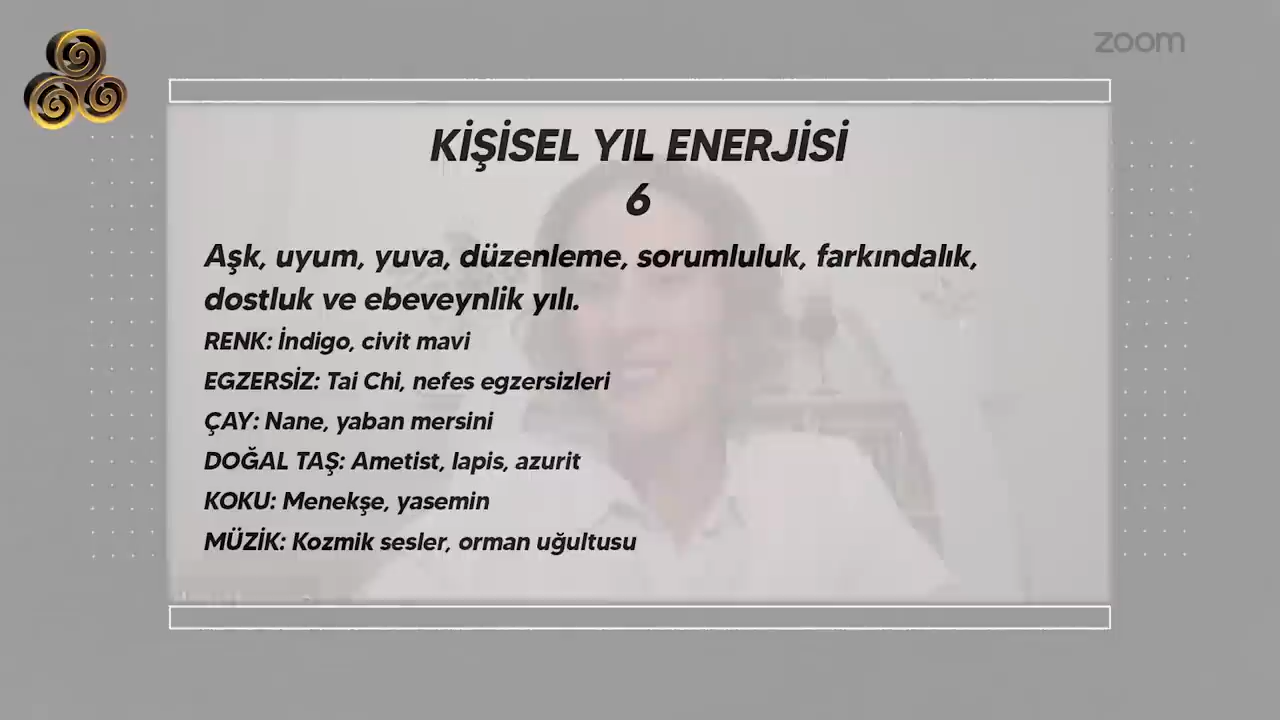 zoom
KİŞİSEL YIL ENERJİSİ
6
Aşk, uyum, yuva, düzenleme, sorumluluk, farkındalık,
dostluk ve ebeveynlik yılı.
RENK: İndigo, civit mavi
EGZERSİZ: Tai Chi, nefes egzersizleri
ÇAY: Nane, yaban mersini
DOĞAL TAŞ: Ametist, lapis, azurit
KOKU: Menekşe, yasemin
MÜZİK: Kozmik sesler, orman uğultusu